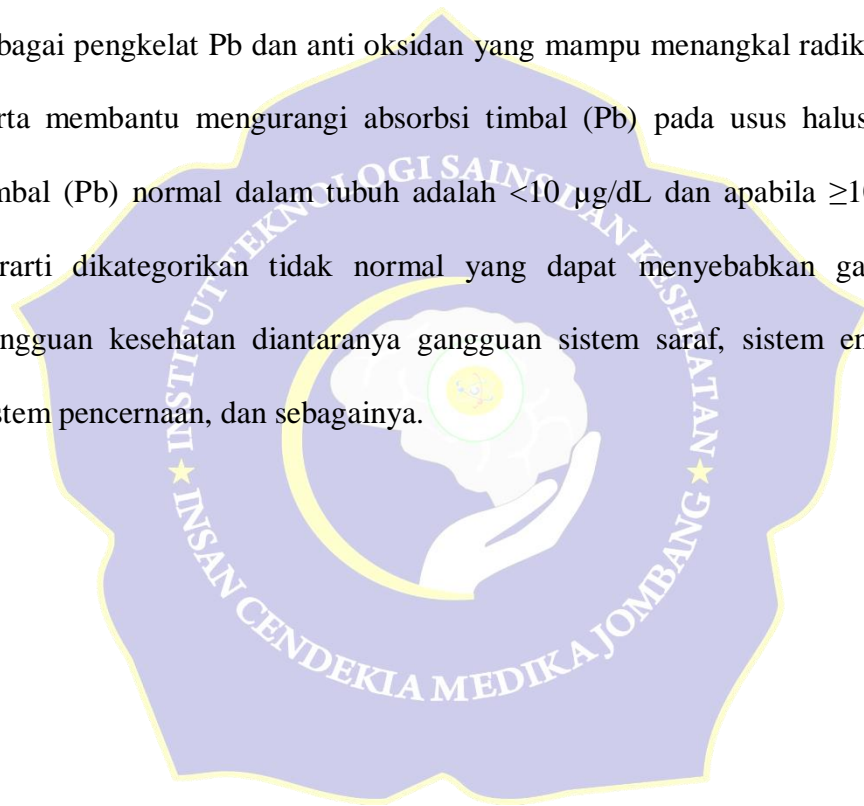 bagai pengkelat Pb dan anti oksidan yang mampu menangkal radik
rta membantu mengurangi absorbsi timbal (Pb) pada usus halus
mbal (Pb) normal dalam tubuh adalah <10 µg/dL dan apabila ≥10
rarti dikategorikan tidak normal yang dapat menyebabkan ga
ngguan kesehatan diantaranya gangguan sistem saraf, sistem en
stem pencernaan, dan sebagainya.
INSTITUT TEKNOLOGI SAINS DAN KESEHATAN
INSAN CENDEKIA MEDIKA JOMBANG